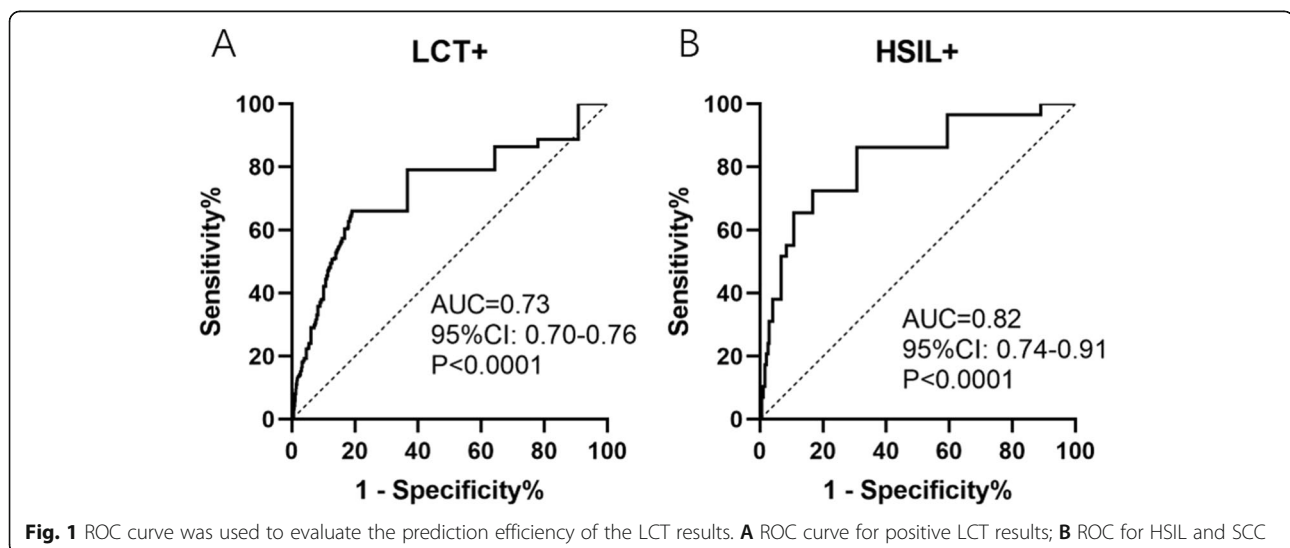 A
LCT+
Sensitivity%
100
80
60
40
20
0
0 20 40 60 80 100
1 - Specificity%
AUC=0.73
95%CI: 0.70-0.76
P<0.0001
B
HSIL+
Sensitivity%
100
80
60
40
20
0
0 20 40 60 80 100
1 - Specificity%
AUC=0.82
95%CI: 0.74-0.91
P<0.0001
Fig. 1 ROC curve was used to evaluate the prediction efficiency of the LCT results. A ROC curve for positive LCT results; B ROC for HSIL and SCC